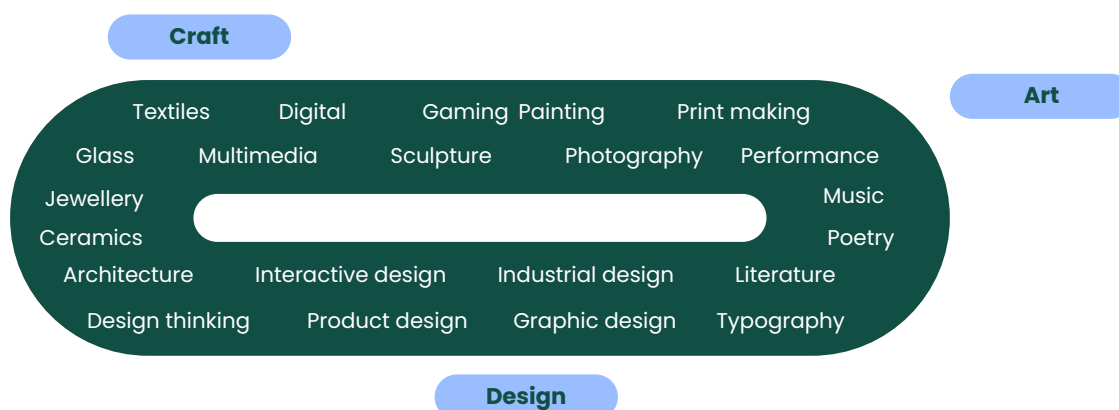 Craft
Art
Textiles Digital Gaming Painting Print making
Glass Multimedia Sculpture Photography Performance
Jewellery Music
Ceramics Poetry
Architecture Interactive design Industrial design Literature
Design thinking Product design Graphic design Typography
Design